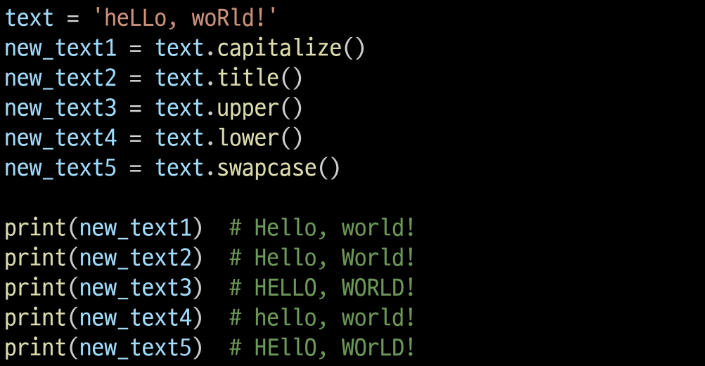 text = 'heLLo, woRld!'
new_text1 = text.capitalize()
new_text2 = text.title()
new_text3 = text.upper()
new_text4 = text.lower()
new_text5 = text.swapcase()

print(new_text1)  # Hello, world!
print(new_text2)  # Hello, World!
print(new_text3)  # HELLO, WORLD!
print(new_text4)  # hello, world!
print(new_text5)  # HEllO, WOrLD!